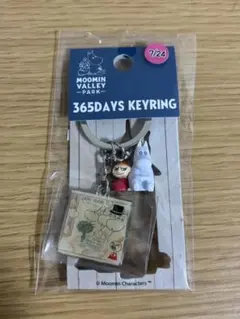 MOOMIN
VALLEY
PARK
7/24
365DAYS KEYRING
© Moomin Characters™